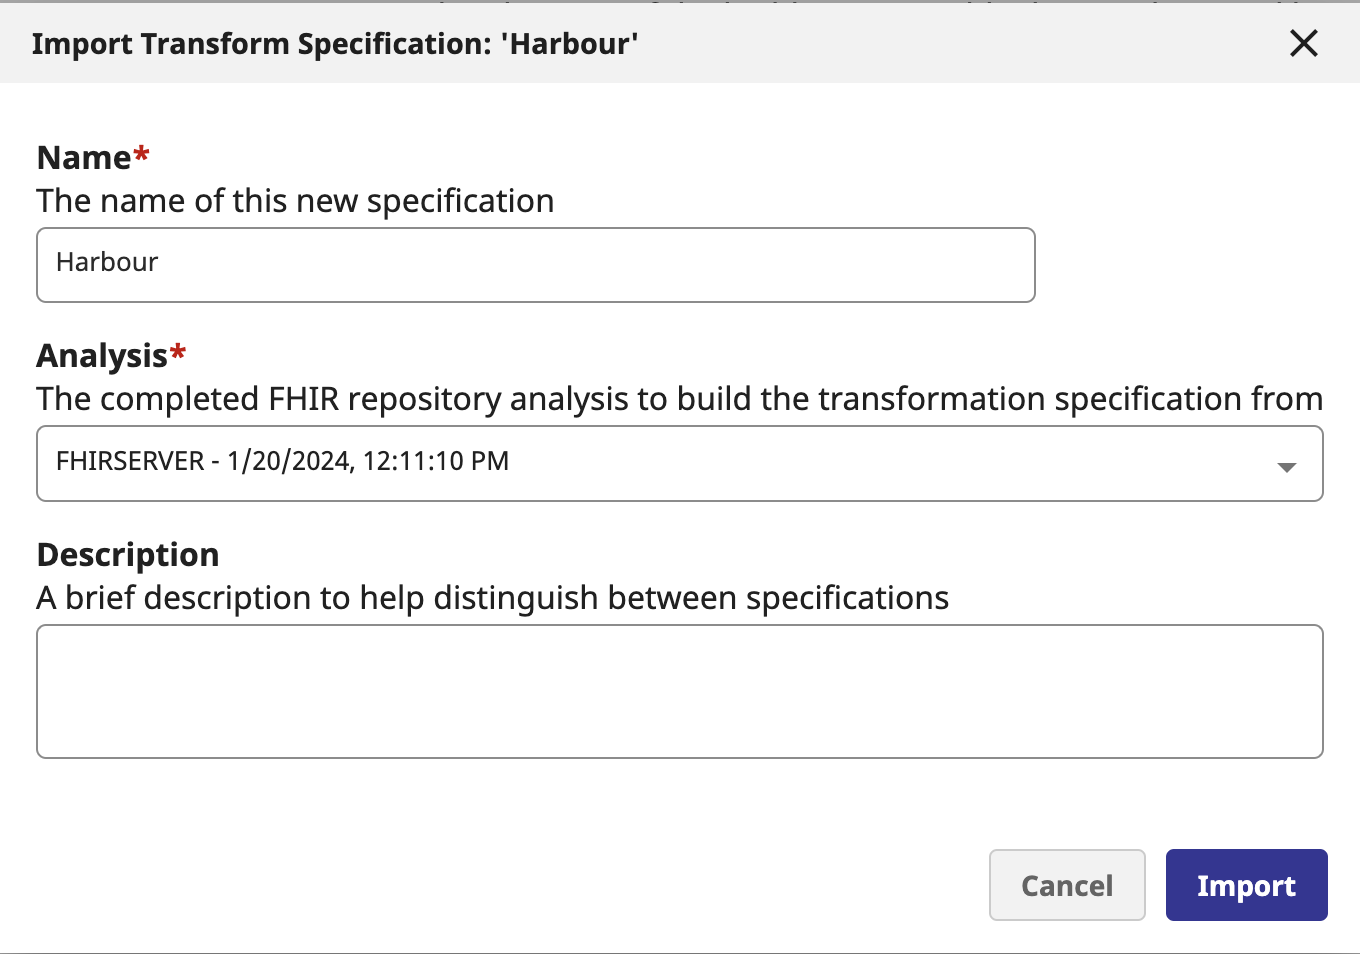 Import Transform Specification: 'Harbour'
Name*
The name of this new specification
Harbour
Analysis*
The completed FHIR repository analysis to build the transformation specification from
FHIRSERVER - 1/20/2024, 12:11:10 PM
Description
A brief description to help distinguish between specifications
Cancel
Import